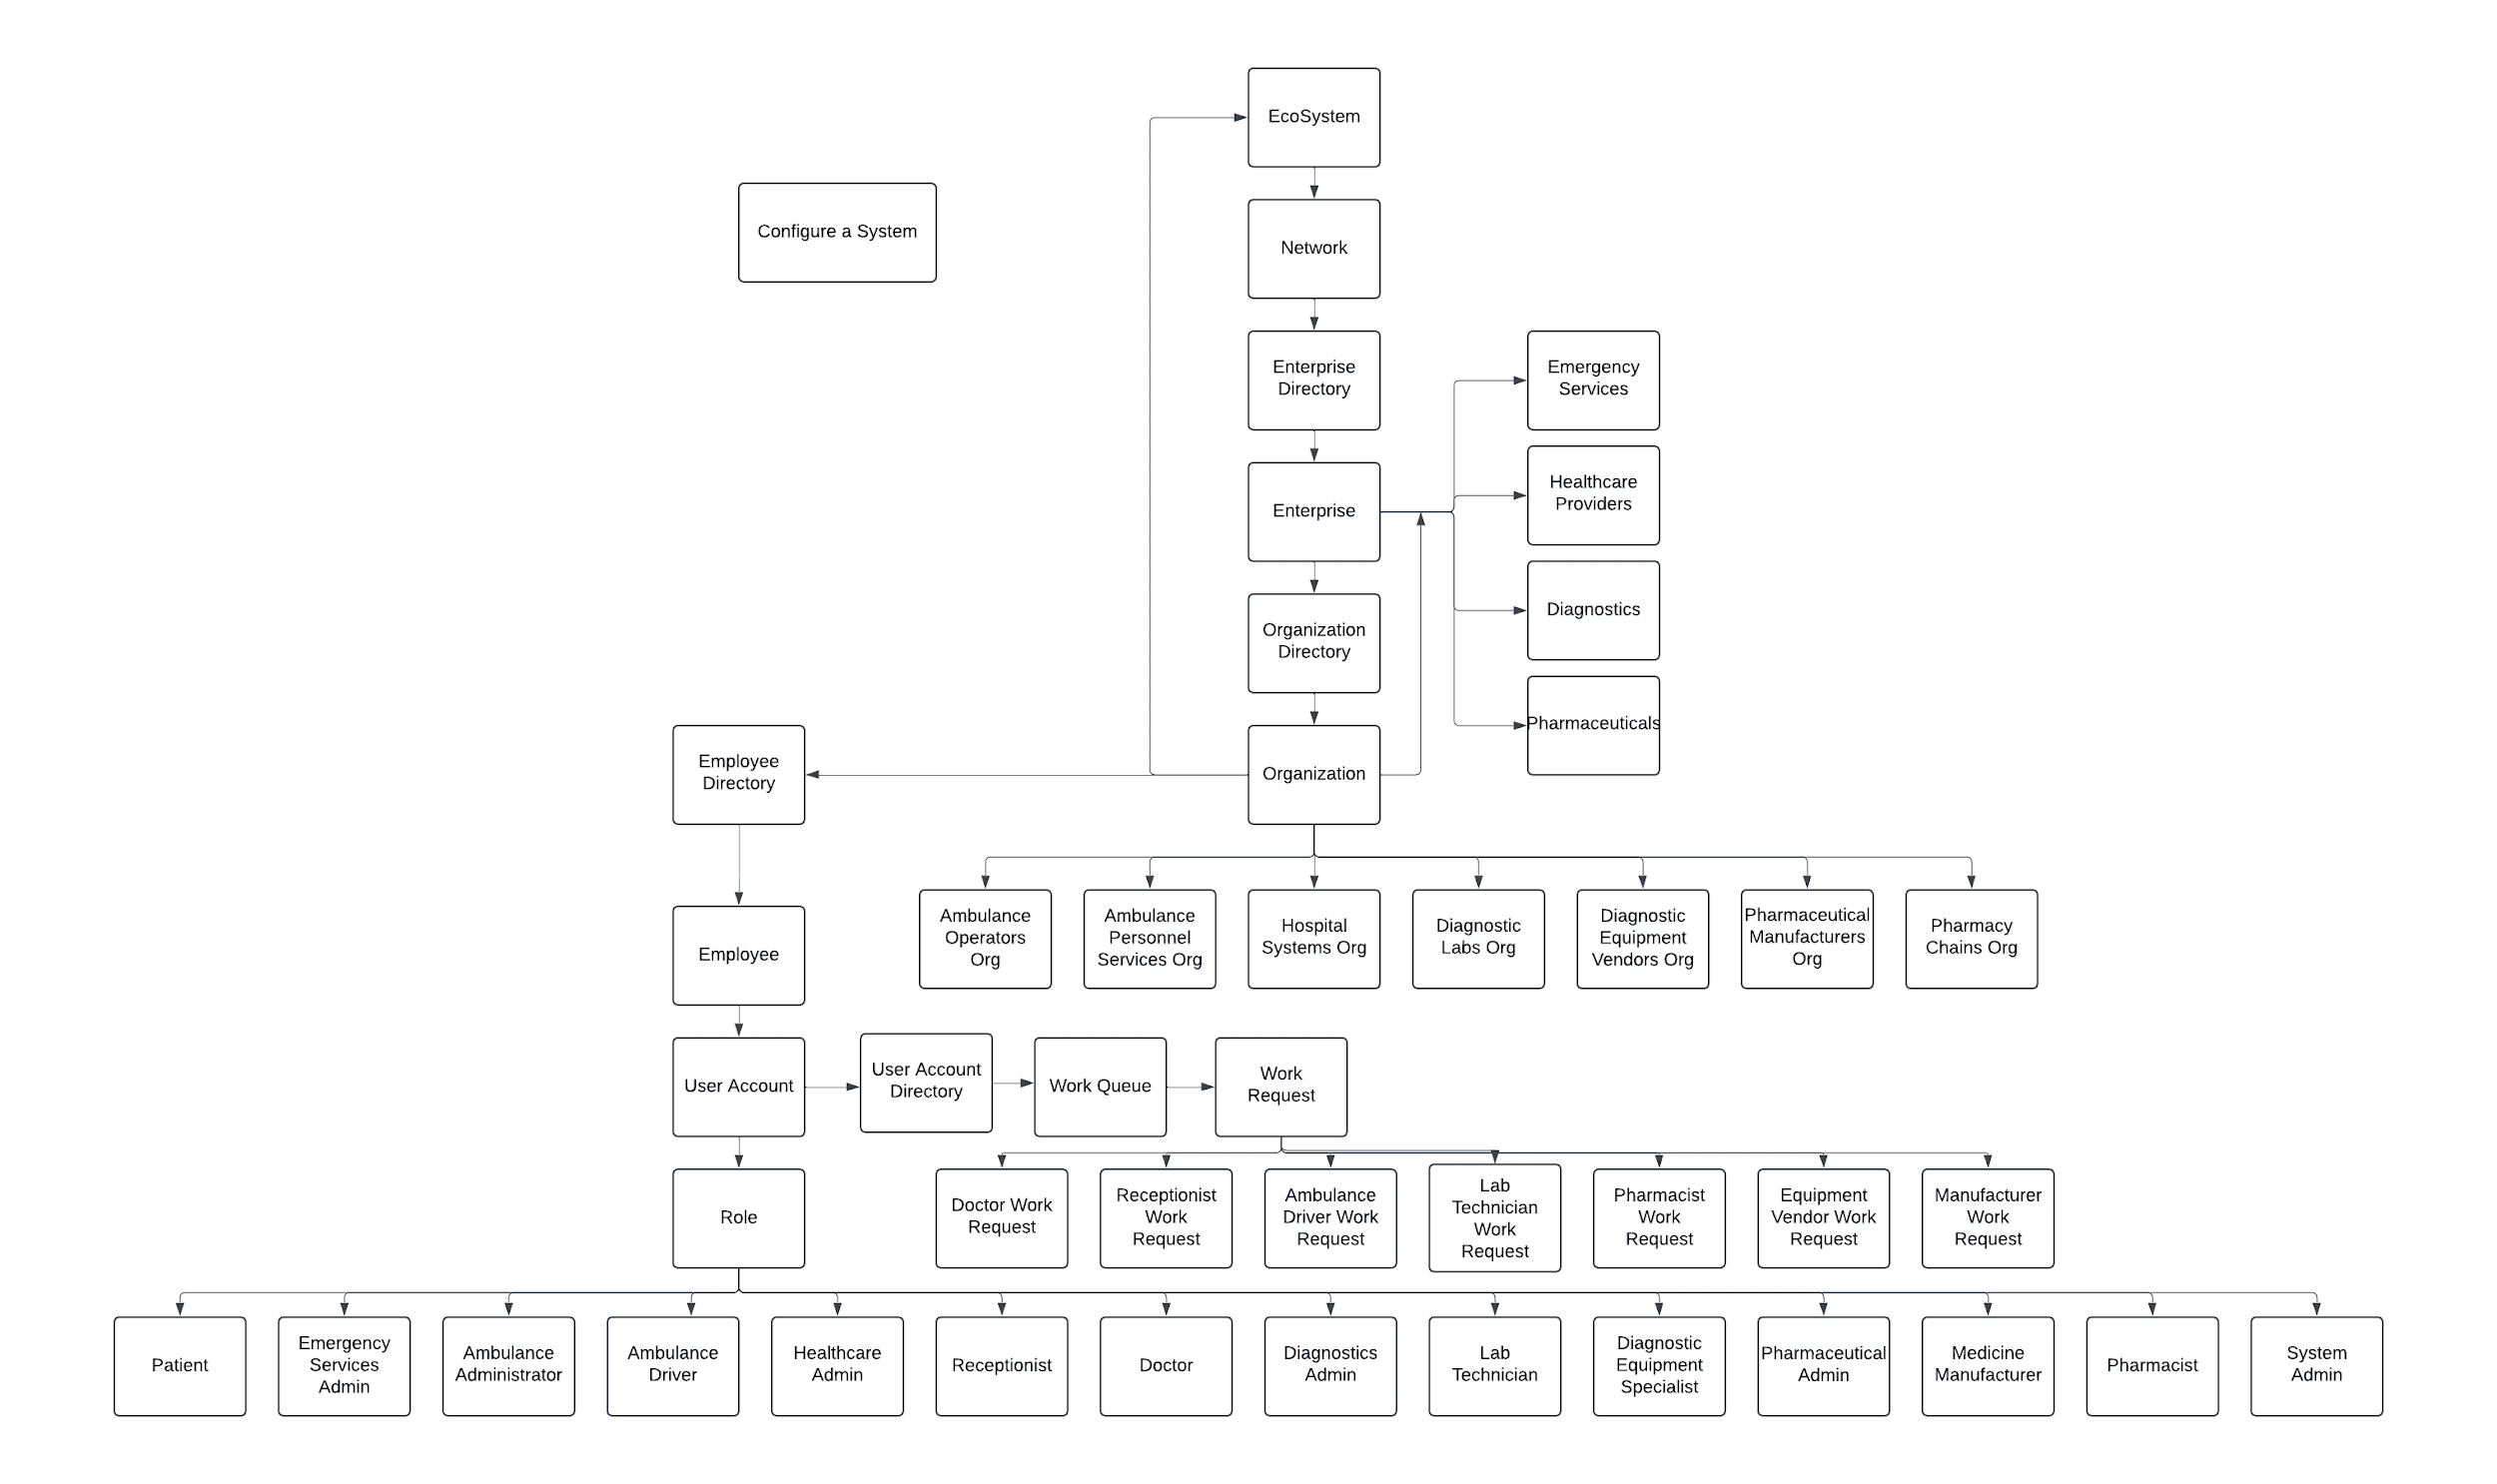 EcoSystem
Configure a System
Network
Enterprise
Directory
Emergency
Services
Enterprise
Healthcare
Providers
Diagnostics
Organization
Directory
Pharmaceuticals
Employee
Directory
Organization
Ambulance
Operators
Org
Ambulance
Personnel
Services Org
Hospital
Systems Org
Diagnostic
Labs Org
Diagnostic
Equipment
Vendors Org
Pharmaceutical
Manufacturers
Org
Pharmacy
Chains Org
Employee
User Account
User Account
Directory
Work Queue
Work
Request
Role
Doctor Work
Request
Receptionist
Work
Request
Ambulance
Driver Work
Request
Lab
Technician
Work
Request
Pharmacist
Work
Request
Equipment
Vendor Work
Request
Manufacturer
Work
Request
Patient
Emergency
Services
Admin
Ambulance
Administrator
Ambulance
Driver
Healthcare
Admin
Receptionist
Doctor
Diagnostics
Admin
Lab
Technician
Diagnostic
Equipment
Specialist
Pharmaceutical
Admin
Medicine
Manufacturer
Pharmacist
System
Admin